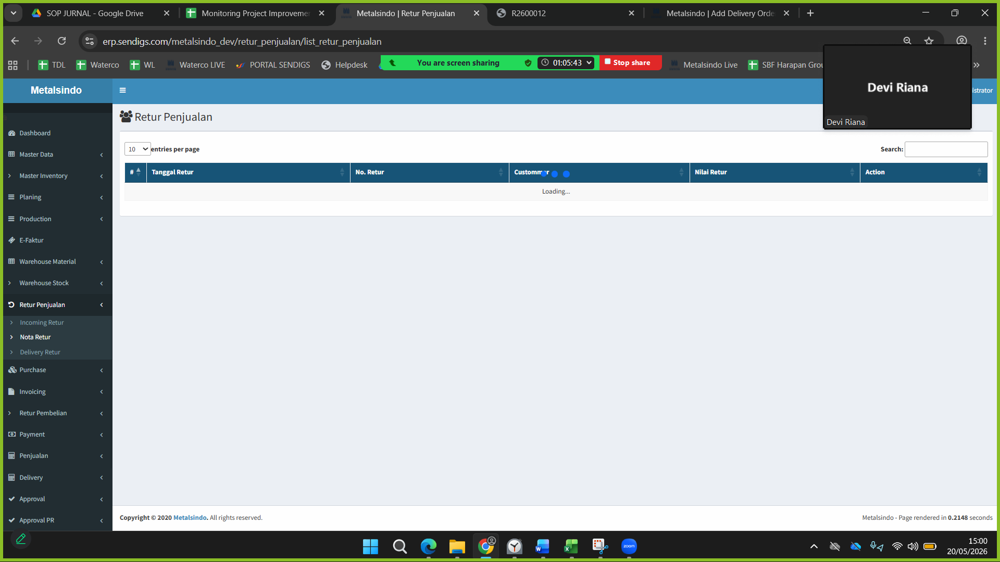 SOP JURNAL - Google Drive
Monitoring Project Improvemen
Metalsindo | Retur Penjualan
R2600012
Metalsindo | Add Delivery Orde
erp.sendigs.com/metalsindo_dev/retur_penjualan/list_retur_penjualan
TDL
Waterco
WL
Waterco LIVE
PORTAL SENDIGS
Helpdesk
You are screen sharing
01:05:43
Stop share
Metalsindo Live
SBF Harapan Grou
Devi Riana
Devi Riana
Metalsindo
istrator
Retur Penjualan
Dashboard
Master Data
Master Inventory
Planing
Production
E-Faktur
Warehouse Material
Warehouse Stock
Retur Penjualan
Incoming Retur
Nota Retur
Delivery Retur
Purchase
Invoicing
Retur Pembelian
Payment
Penjualan
Delivery
Approval
Approval PR
10 entries per page
Search:
# Tanggal Retur No. Retur Custommer Nilai Retur Action
Loading...
Copyright © 2020 Metalsindo. All rights reserved.
Metalsindo - Page rendered in 0.2148 seconds
zoom
15:00
20/05/2026